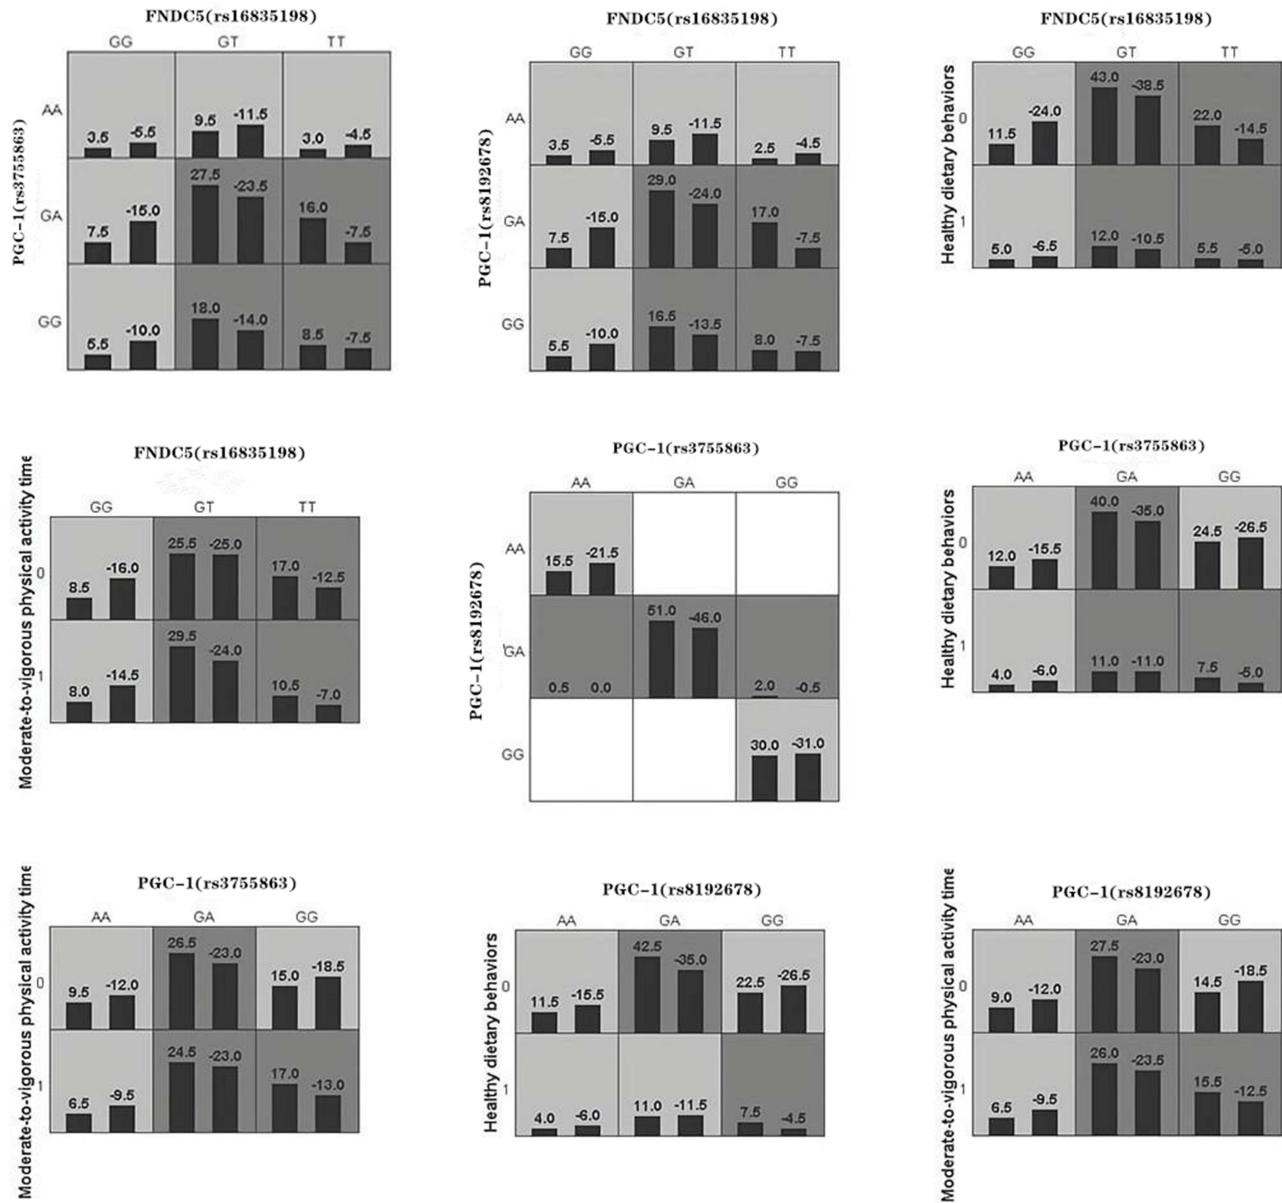 FNDC5(rs16835198)
GG GT TT
PGC-1(rs3755863)
AA 3.5 -5.5 9.5 -11.5 3.0 -4.5
GA 7.5 -15.0 27.5 -23.5 16.0 -7.5
GG 5.5 -10.0 18.0 -14.0 8.5 -7.5
FNDC5(rs16835198)
GG GT TT
PGC-1(rs8192678)
AA 3.5 -5.5 9.5 -11.5 2.5 -4.5
GA 7.5 -15.0 29.0 -24.0 17.0 -7.5
GG 5.5 -10.0 16.5 -13.5 8.0 -7.5
FNDC5(rs16835198)
GG GT TT
Healthy dietary behaviors
0 11.5 -24.0 43.0 -38.5 22.0 -14.5
1 5.0 -6.5 12.0 -10.5 5.5 -5.0
FNDC5(rs16835198)
GG GT TT
Moderate-to-vigorous physical activity time
0 8.5 -16.0 25.5 -25.0 17.0 -12.5
1 8.0 -14.5 29.5 -24.0 10.5 -7.0
PGC-1(rs3755863)
AA GA GG
PGC-1(rs8192678)
AA 15.5 -21.5
GA 0.5 0.0 51.0 -46.0 2.0 -0.5
GG 30.0 -31.0
PGC-1(rs3755863)
AA GA GG
Healthy dietary behaviors
0 12.0 -15.5 40.0 -35.0 24.5 -26.5
1 4.0 -6.0 11.0 -11.0 7.5 -5.0
PGC-1(rs3755863)
AA GA GG
Moderate-to-vigorous physical activity time
0 9.5 -12.0 26.5 -23.0 15.0 -18.5
1 6.5 -9.5 24.5 -23.0 17.0 -13.0
PGC-1(rs8192678)
AA GA GG
Healthy dietary behaviors
0 11.5 -15.5 42.5 -35.0 22.5 -26.5
1 4.0 -6.0 11.0 -11.5 7.5 -4.5
PGC-1(rs8192678)
AA GA GG
Moderate-to-vigorous physical activity time
0 9.0 -12.0 27.5 -23.0 14.5 -18.5
1 6.5 -9.5 26.0 -23.5 15.5 -12.5